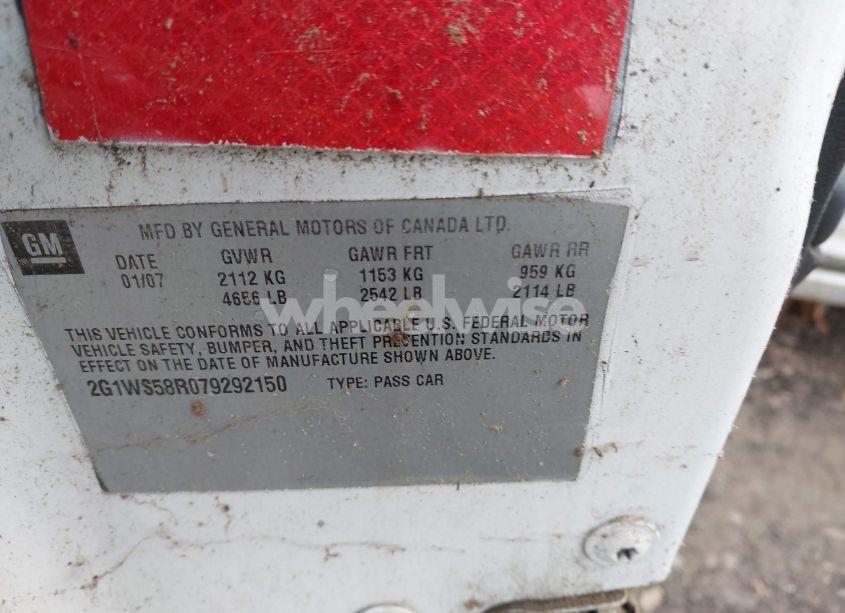 GM
MFD BY GENERAL MOTORS OF CANADA LTD.
DATE GVWR GAWR FRT GAWR RR
01/07 2112 KG 1153 KG 959 KG
4656 LB 2542 LB 2114 LB
wheelwise
THIS VEHICLE CONFORMS TO ALL APPLICABLE U.S. FEDERAL MOTOR
VEHICLE SAFETY, BUMPER, AND THEFT PREVENTION STANDARDS IN
EFFECT ON THE DATE OF MANUFACTURE SHOWN ABOVE.
2G1WS58R079292150 TYPE: PASS CAR